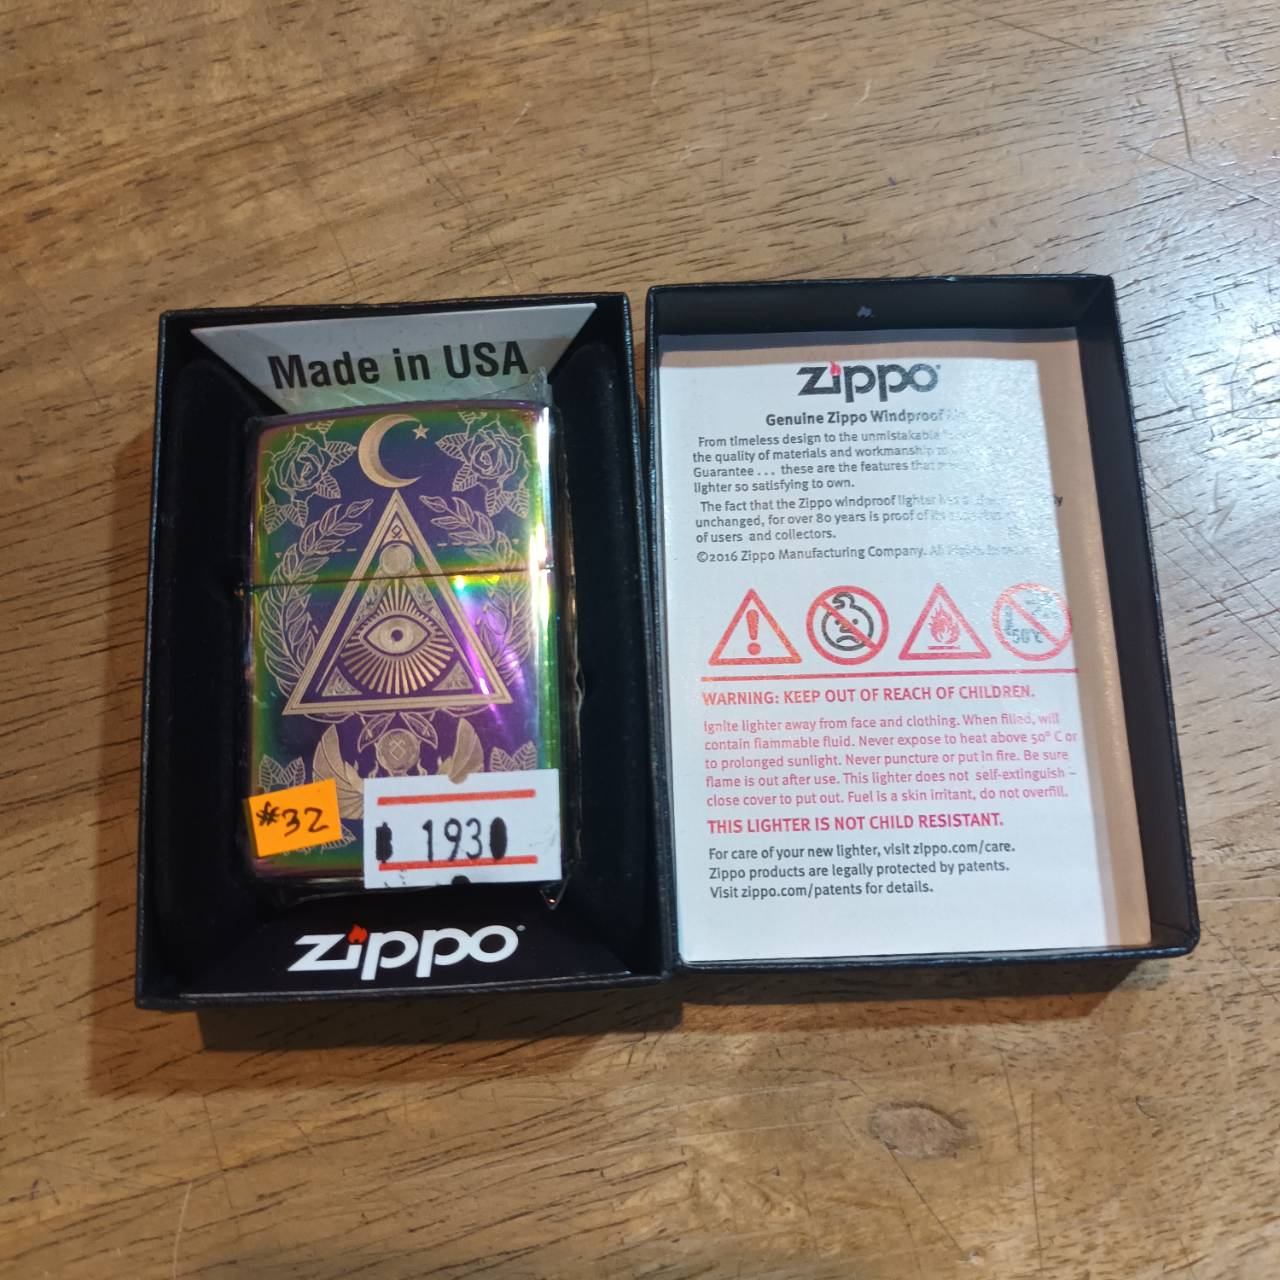 Made in USA
*32
฿ 1930
zippo
zippo
Genuine Zippo Windproof
From timeless design to the unmistakable
the quality of materials and workmanship to
Guarantee . . . these are the features that
lighter so satisfying to own.
The fact that the Zippo windproof lighter has
unchanged, for over 80 years is proof of its
of users and collectors.
©2016 Zippo Manufacturing Company. All Rights
50°C
WARNING: KEEP OUT OF REACH OF CHILDREN.
Ignite lighter away from face and clothing. When filled, will
contain flammable fluid. Never expose to heat above 50° C or
to prolonged sunlight. Never puncture or put in fire. Be sure
flame is out after use. This lighter does not self-extinguish –
close cover to put out. Fuel is a skin irritant, do not overfill.
THIS LIGHTER IS NOT CHILD RESISTANT.
For care of your new lighter, visit zippo.com/care.
Zippo products are legally protected by patents.
Visit zippo.com/patents for details.